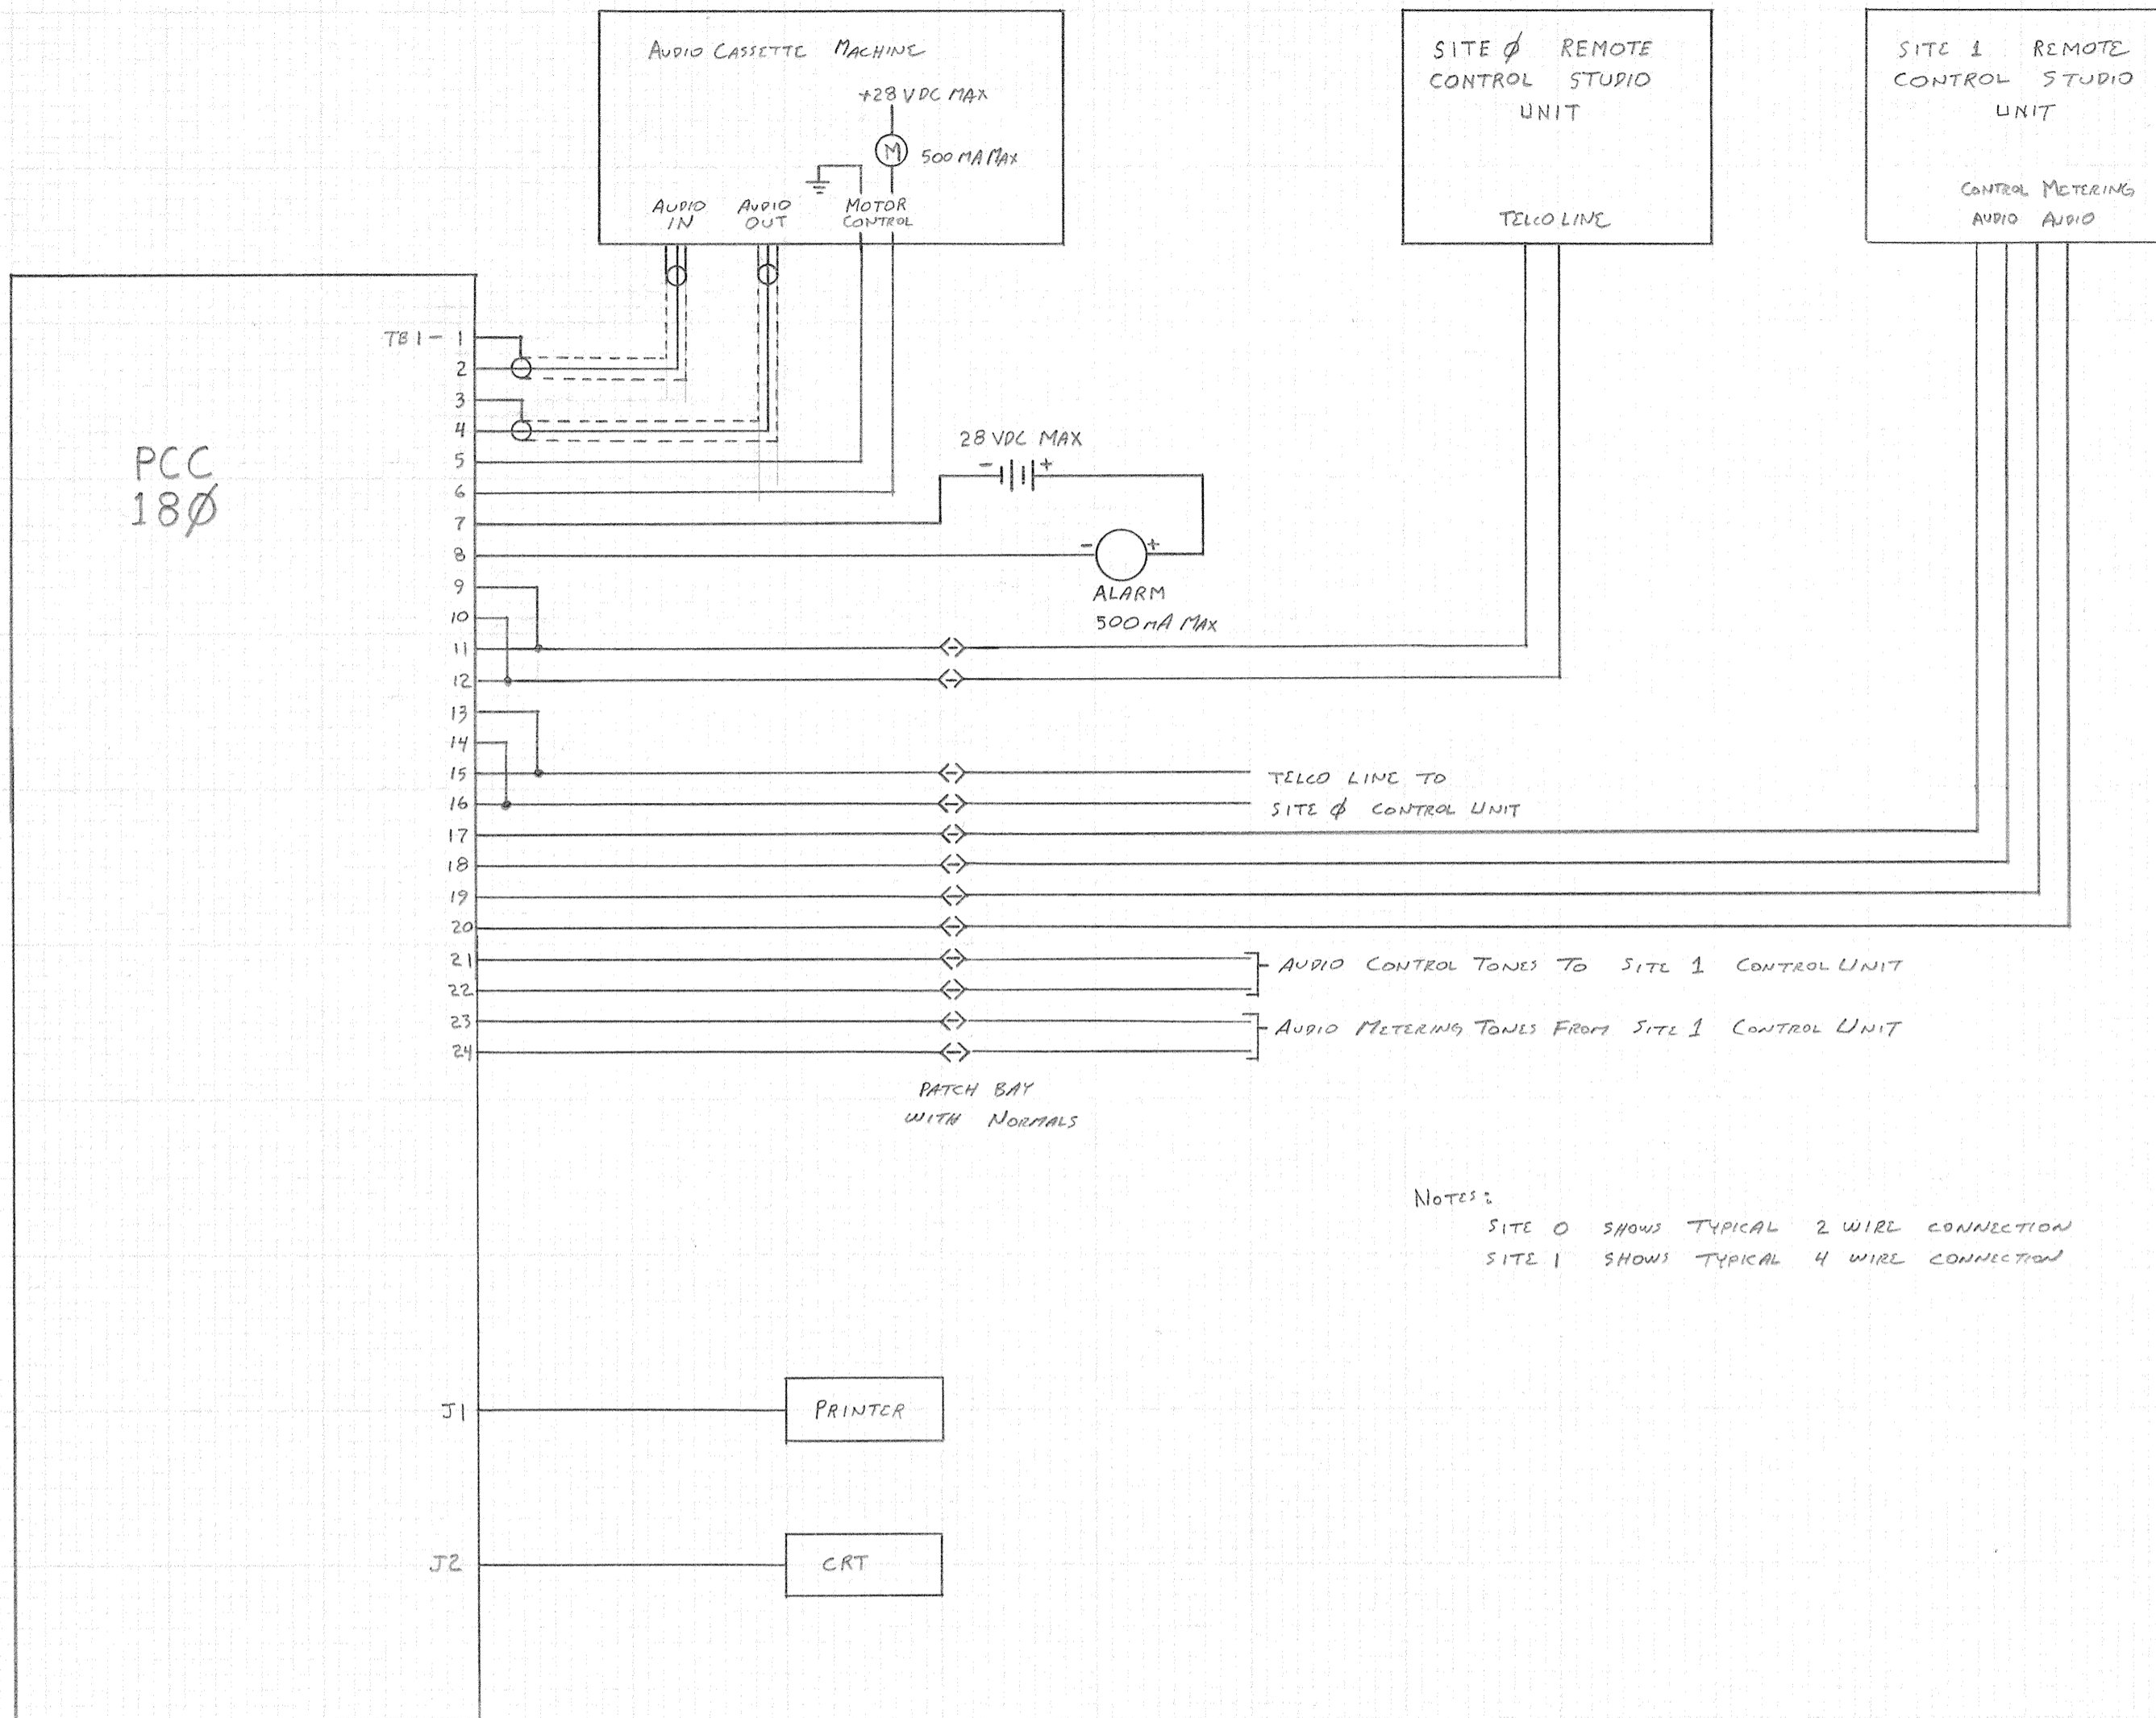 AUDIO CASSETTE MACHINE
+28 VDC MAX
M
500 MA MAX
AUDIO IN
AUDIO OUT
MOTOR CONTROL
SITE Ø REMOTE
CONTROL STUDIO
UNIT
TELCO LINE
SITE 1 REMOTE
CONTROL STUDIO
UNIT
CONTROL METERING
AUDIO AUDIO
PCC
18Ø
TB1- 1
2
3
4
5
6
7
8
9
10
11
12
13
14
15
16
17
18
19
20
21
22
23
24
28 VDC MAX
- +
- +
ALARM
500 mA MAX
TELCO LINE TO
SITE Ø CONTROL UNIT
AUDIO CONTROL TONES TO SITE 1 CONTROL UNIT
AUDIO METERING TONES FROM SITE 1 CONTROL UNIT
PATCH BAY
WITH NORMALS
NOTES:
SITE 0 SHOWS TYPICAL 2 WIRE CONNECTION
SITE 1 SHOWS TYPICAL 4 WIRE CONNECTION
J1
PRINTER
J2
CRT